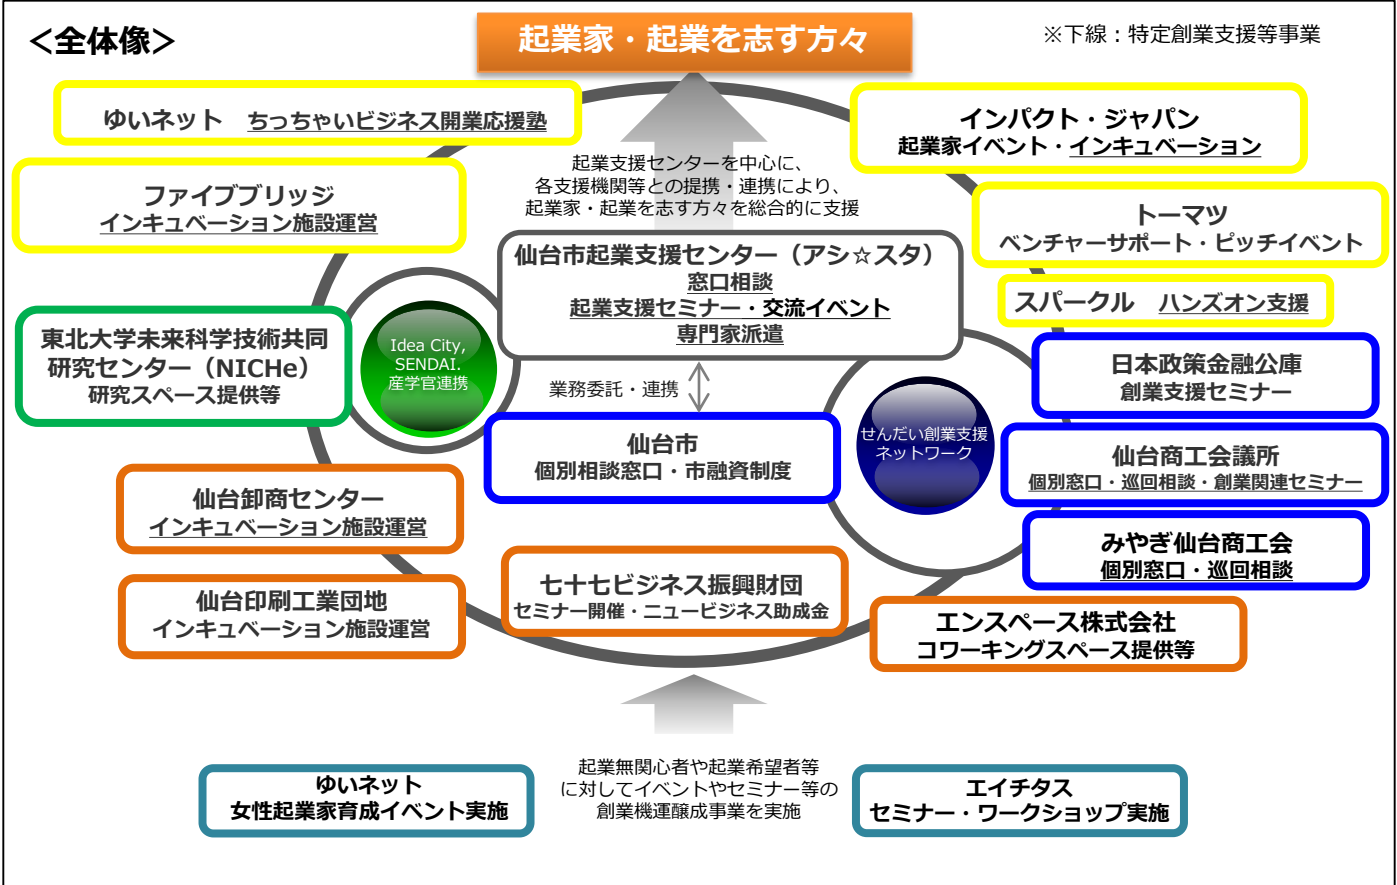 ＜全体像＞
起業家・起業を志す方々
※下線：特定創業支援等事業
ゆいネット　ちっちゃいビジネス開業応援塾
インパクト・ジャパン
起業家イベント・インキュベーション
起業支援センターを中心に、
各支援機関等との提携・連携により、
起業家・起業を志す方々を総合的に支援
ファイブブリッジ
インキュベーション施設運営
トーマツ
ベンチャーサポート・ピッチイベント
仙台市起業支援センター（アシ☆スタ）
窓口相談
起業支援セミナー・交流イベント
専門家派遣
スパークル　ハンズオン支援
東北大学未来科学技術共同
研究センター（NICHe）
研究スペース提供等
Idea City,
SENDAI.
産学官連携
業務委託・連携
日本政策金融公庫
創業支援セミナー
仙台市
個別相談窓口・市融資制度
せんだい創業支援
ネットワーク
仙台商工会議所
個別窓口・巡回相談・創業関連セミナー
仙台卸商センター
インキュベーション施設運営
みやぎ仙台商工会
個別窓口・巡回相談
仙台印刷工業団地
インキュベーション施設運営
七十七ビジネス振興財団
セミナー開催・ニュービジネス助成金
エンスペース株式会社
コワーキングスペース提供等
ゆいネット
女性起業家育成イベント実施
起業無関心者や起業希望者等
に対してイベントやセミナー等の
創業機運醸成事業を実施
エイチタス
セミナー・ワークショップ実施